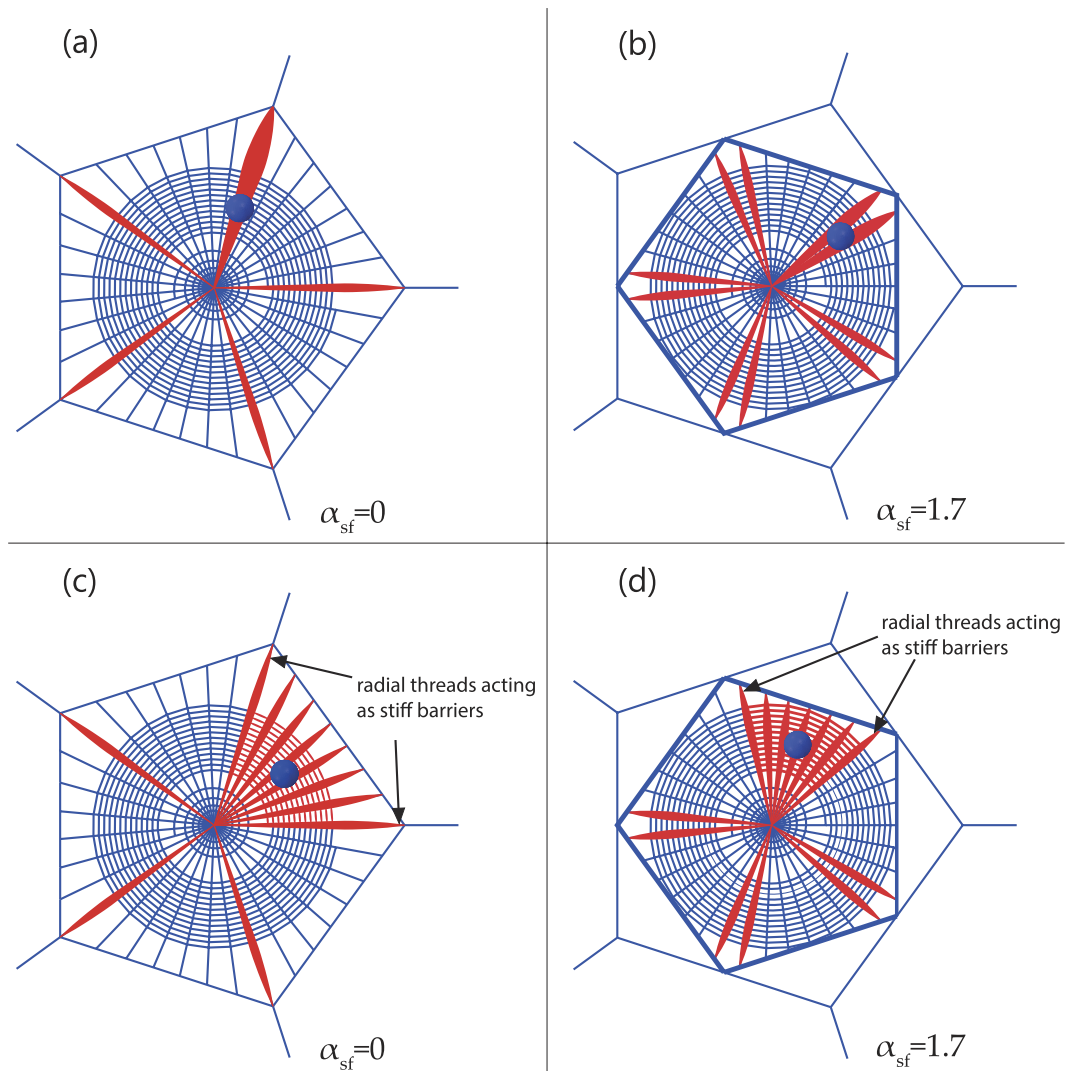 (a)
α_sf=0
(b)
α_sf=1.7
(c)
radial threads acting
as stiff barriers
α_sf=0
(d)
radial threads acting
as stiff barriers
α_sf=1.7